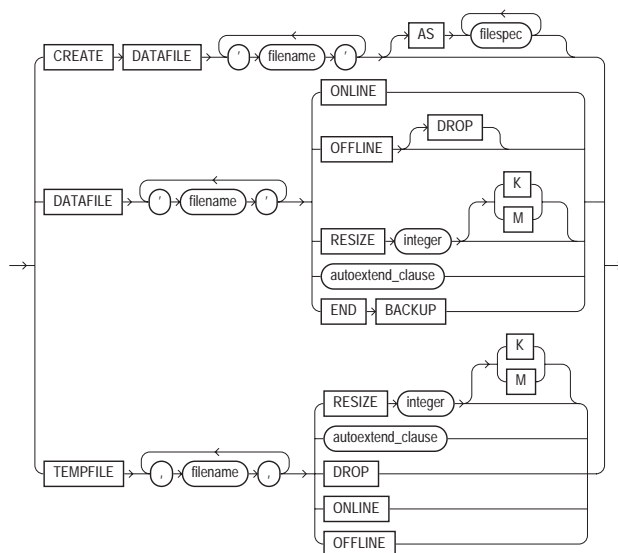 CREATE DATAFILE ' filename ' AS filespec
DATAFILE ' filename '
ONLINE
OFFLINE DROP
RESIZE integer K M
autoextend_clause
END BACKUP
TEMPFILE , filename ,
RESIZE integer K M
autoextend_clause
DROP
ONLINE
OFFLINE